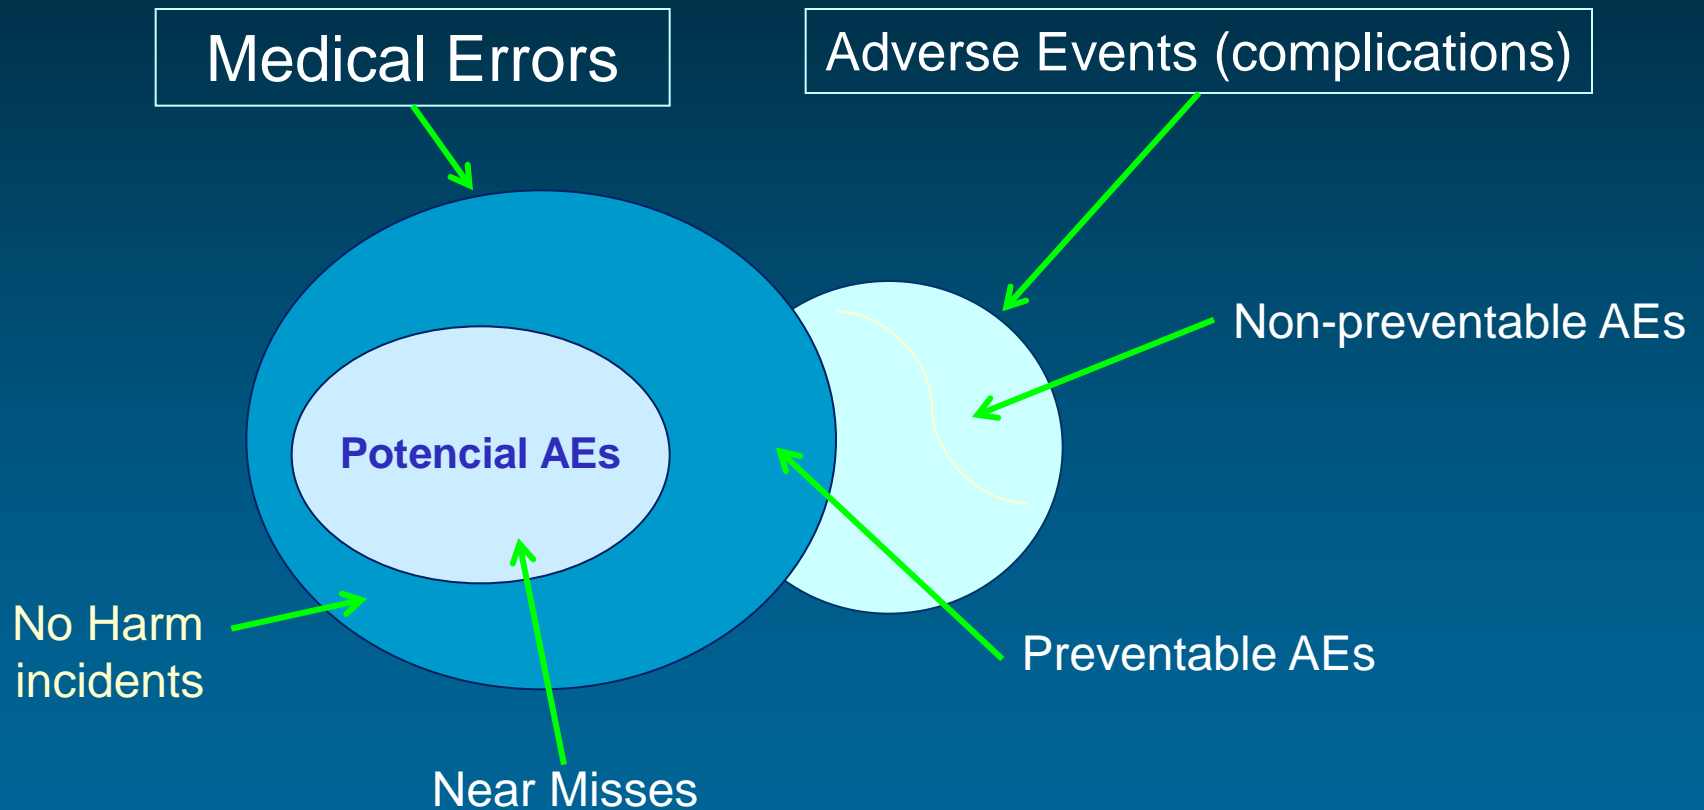 Medical Errors
Adverse Events (complications)
Non-preventable AEs
Potencial AEs
No Harm
incidents
Preventable AEs
Near Misses